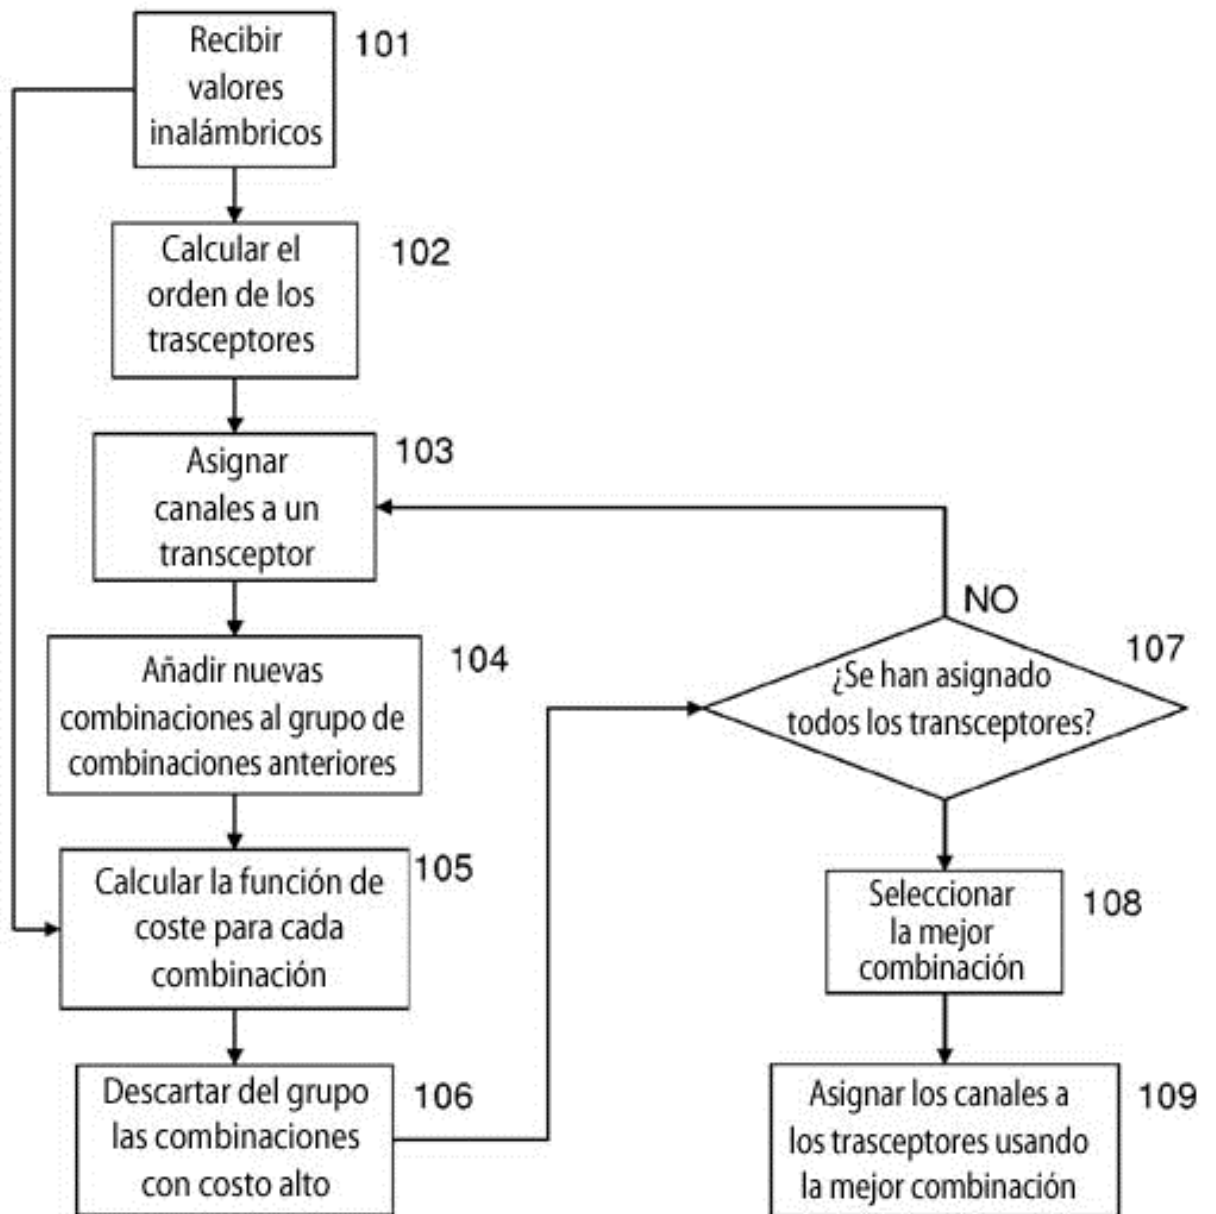 Recibir
valores
inalámbricos
101
Calcular el
orden de los
trasceptores
102
Asignar
canales a un
transceptor
103
Añadir nuevas
combinaciones al grupo de
combinaciones anteriores
104
Calcular la función de
coste para cada
combinación
105
Descartar del grupo
las combinaciones
con costo alto
106
NO
¿Se han asignado
todos los transceptores?
107
Seleccionar
la mejor
combinación
108
Asignar los canales a
los trasceptores usando
la mejor combinación
109